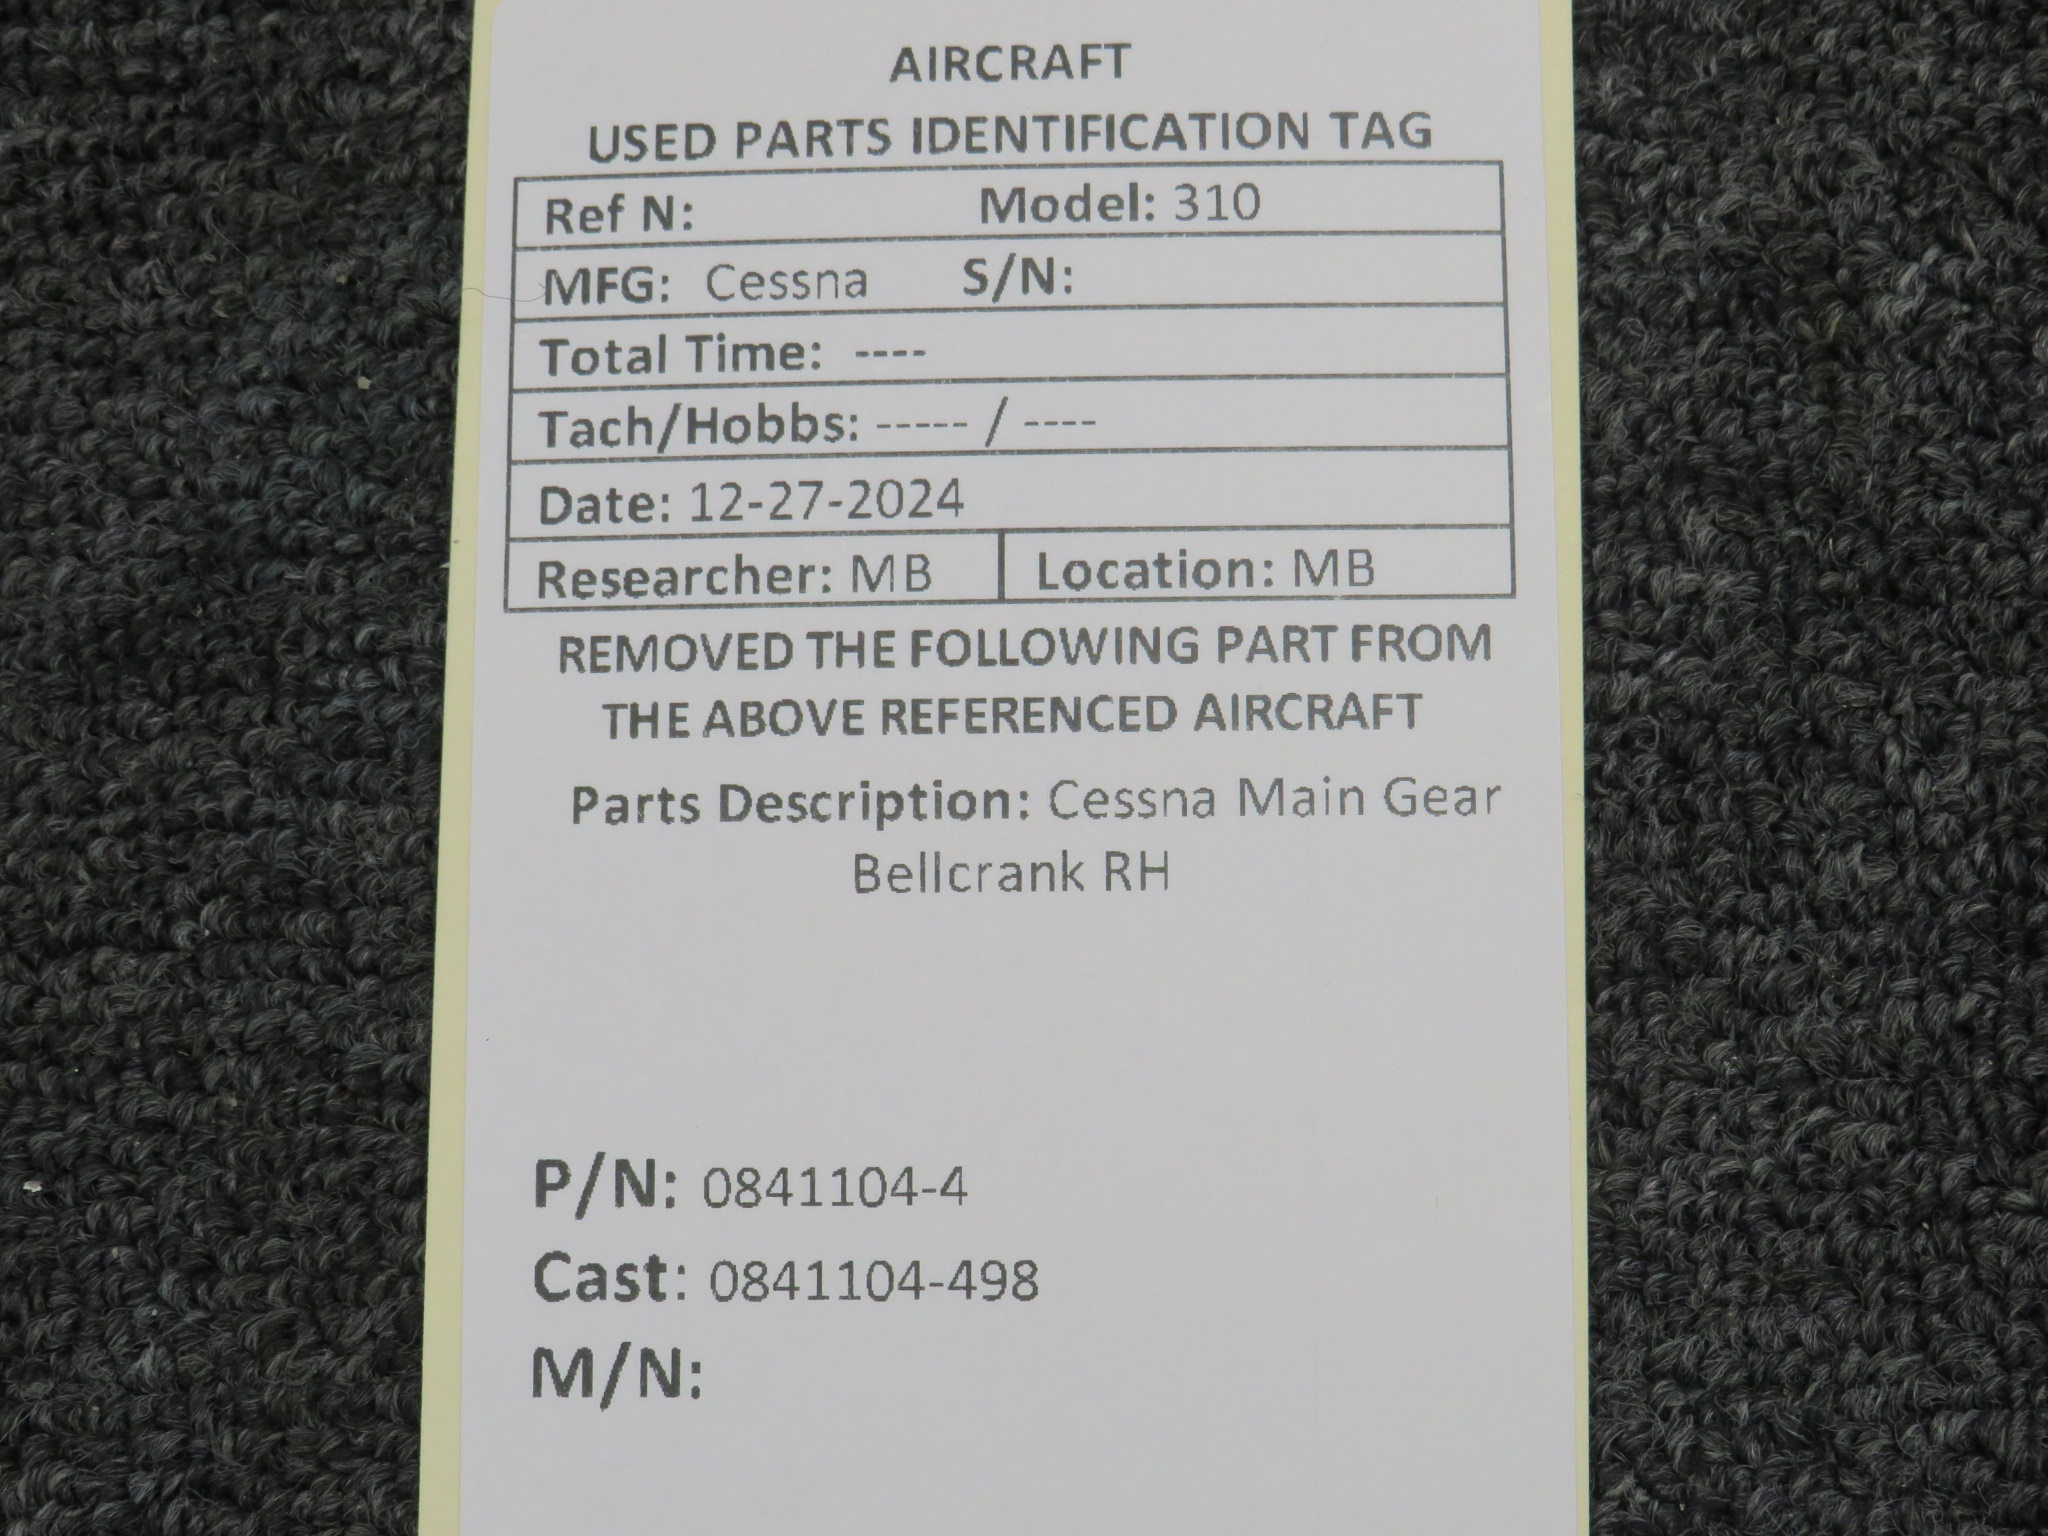 AIRCRAFT
USED PARTS IDENTIFICATION TAG
Ref N: Model: 310
MFG: Cessna S/N:
Total Time: ----
Tach/Hobbs: ----- / ----
Date: 12-27-2024
Researcher: MB Location: MB
REMOVED THE FOLLOWING PART FROM
THE ABOVE REFERENCED AIRCRAFT
Parts Description: Cessna Main Gear
Bellcrank RH
P/N: 0841104-4
Cast: 0841104-498
M/N: